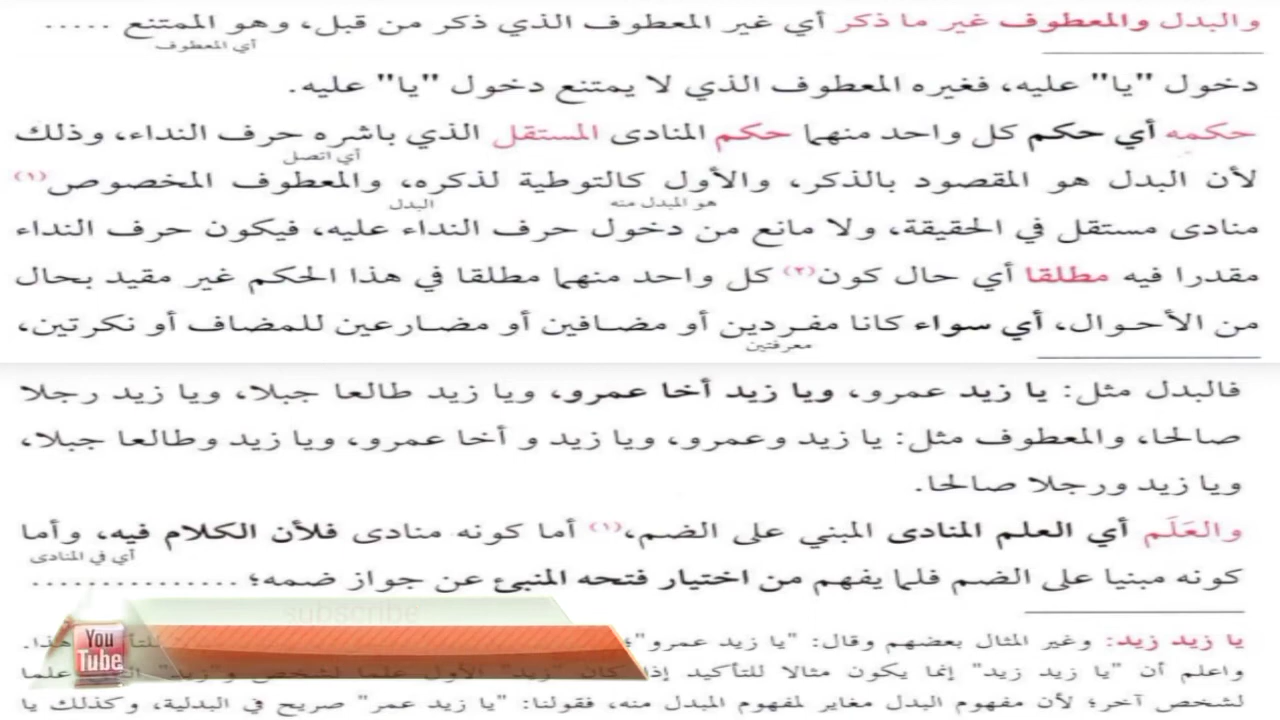 والبدل والمعطوف غير ما ذكر أي غير المعطوف الذي ذكر من قبل، وهو الممتنع .....
أي المعطوف
دخول "يا" عليه، فغيره المعطوف الذي لا يمتنع دخول "يا" عليه.
حكمه أي حكم كل واحد منهما حكم المنادى المستقل الذي باشره حرف النداء، وذلك
أي اتصل
لأن البدل هو المقصود بالذكر، والأول كالتوطية لذكره، والمعطوف المخصوص(١)
هو المبدل منه البدل
منادى مستقل في الحقيقة، ولا مانع من دخول حرف النداء عليه، فيكون حرف النداء
مقدرا فيه مطلقا أي حال كون(٢) كل واحد منهما مطلقا في هذا الحكم غير مقيد بحال
من الأحوال، أي سواء كانا مفردين أو مضافين أو مضارعين للمضاف أو نكرتين،
معرفتين
فالبدل مثل: يا زيد عمرو، ويا زيد أخا عمرو، ويا زيد طالعا جبلا، ويا زيد رجلا
صالحا، والمعطوف مثل: يا زيد وعمرو، ويا زيد و أخا عمرو، ويا زيد وطالعا جبلا،
ويا زيد ورجلا صالحا.
والعَلَم أي العلم المنادى المبني على الضم،(١) أما كونه منادى فلأن الكلام فيه، وأما
أي في المنادى
كونه مبنيا على الضم فلما يفهم من اختيار فتحه المنبئ عن جواز ضمه؛ ...............
subscribe
You
Tube
يا زيد زيد: وغير المثال بعضهم وقال: "يا زيد عمرو"؛ هذا.
واعلم أن "يا زيد زيد" إنما يكون مثالا للتأكيد إذا كان "زيد" الأول علما لشخص و"زيد" علما
لشخص آخر؛ لأن مفهوم البدل مغاير لمفهوم المبدل منه، فقولنا: "يا زيد عمر" صريح في البدلية، وكذلك يا